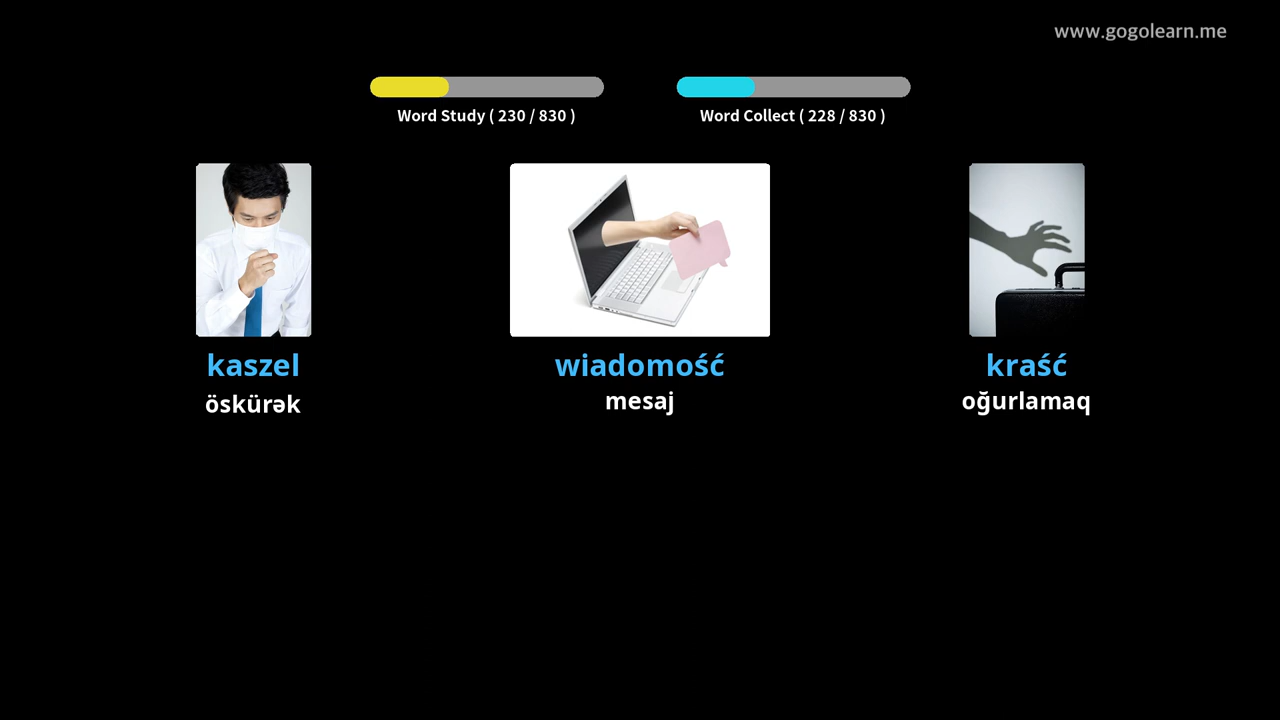 www.gogolearn.me
Word Study ( 230 / 830 )
Word Collect ( 228 / 830 )
kaszel
öskürək
wiadomość
mesaj
kraść
oğurlamaq